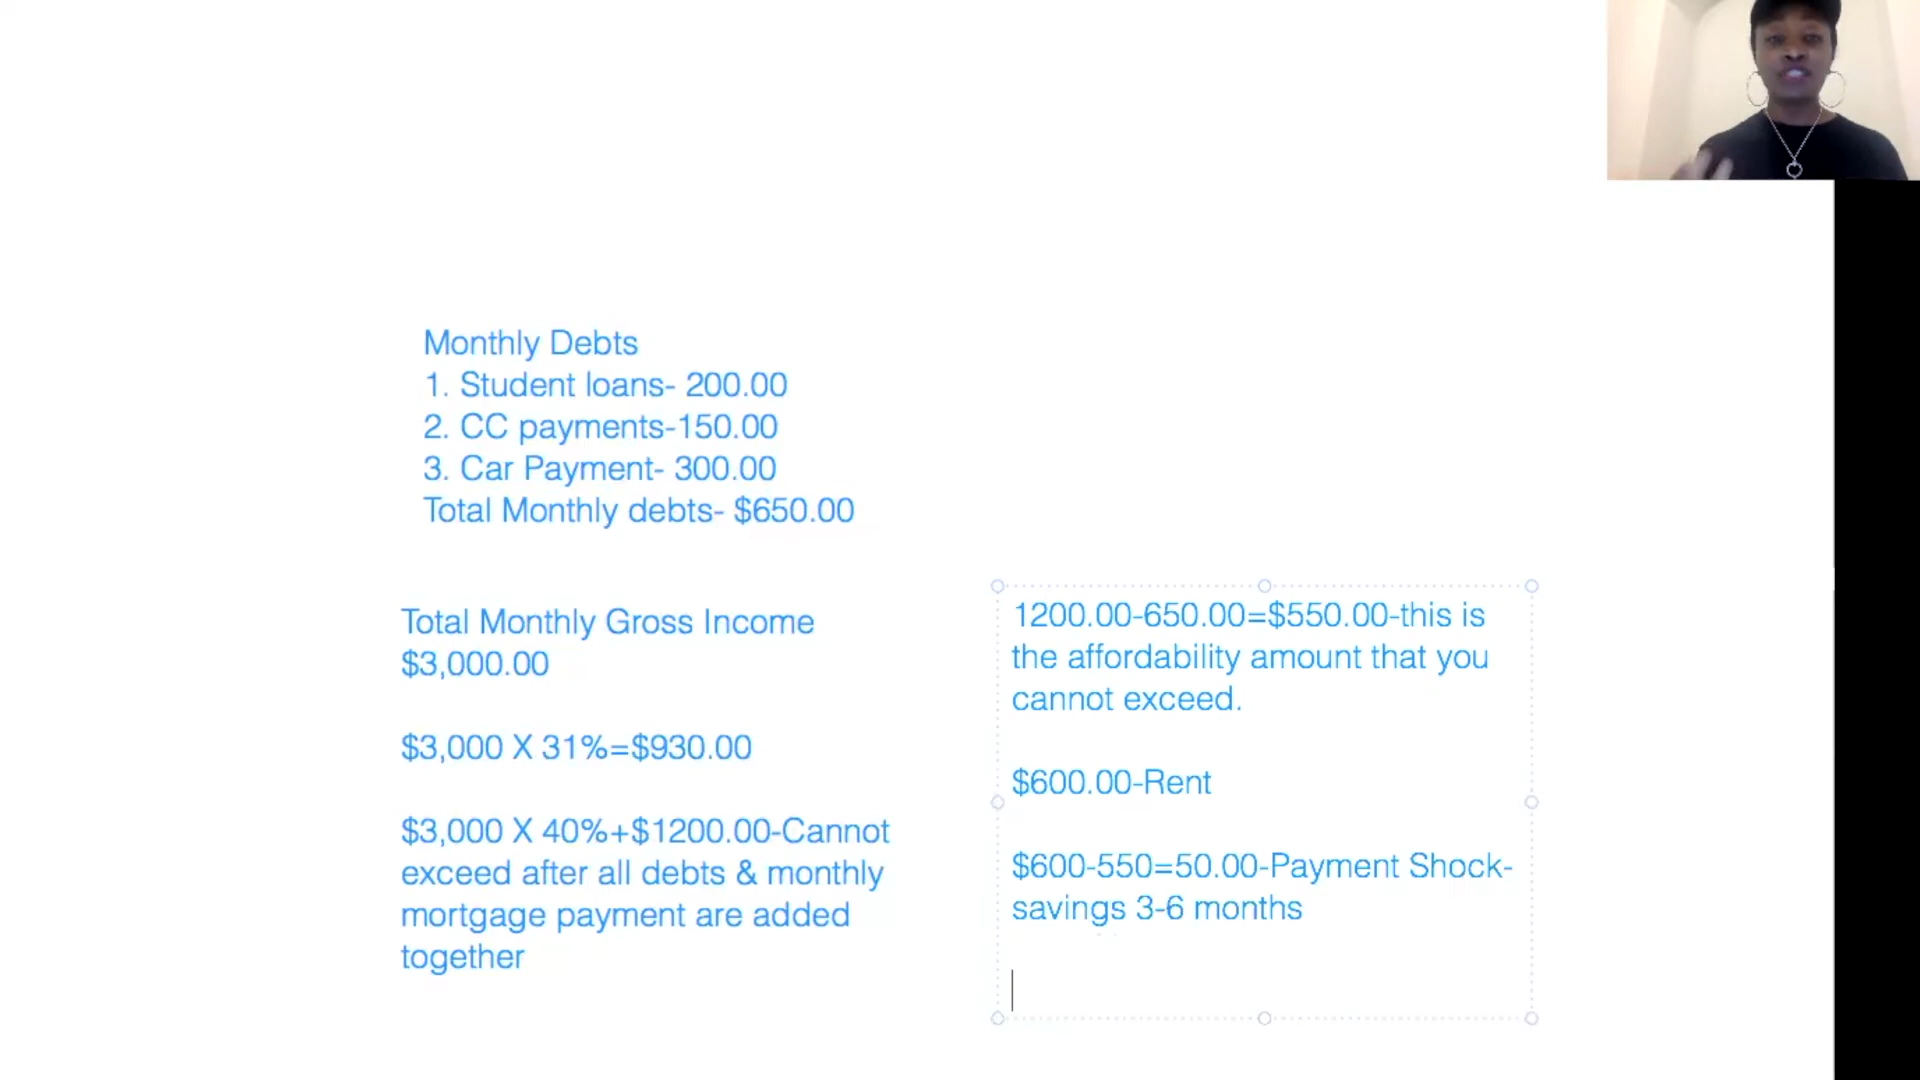 Monthly Debts
1. Student loans- 200.00
2. CC payments-150.00
3. Car Payment- 300.00
Total Monthly debts- $650.00
Total Monthly Gross Income
$3,000.00
$3,000 X 31%=$930.00
$3,000 X 40%+$1200.00-Cannot
exceed after all debts & monthly
mortgage payment are added
together
1200.00-650.00=$550.00-this is
the affordability amount that you
cannot exceed.
$600.00-Rent
$600-550=50.00-Payment Shock-
savings 3-6 months